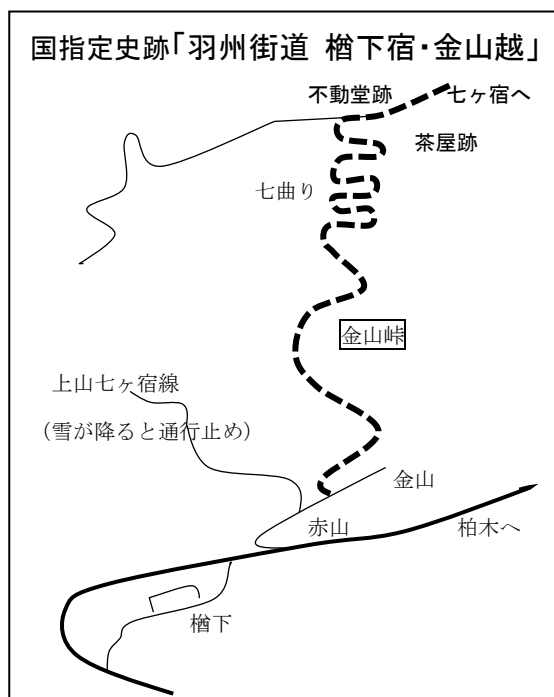 国指定史跡「羽州街道 楢下宿・金山越」
不動堂跡
七ヶ宿へ
茶屋跡
七曲り
金山峠
上山七ヶ宿線
(雪が降ると通行止め)
金山
赤山
柏木へ
楢下